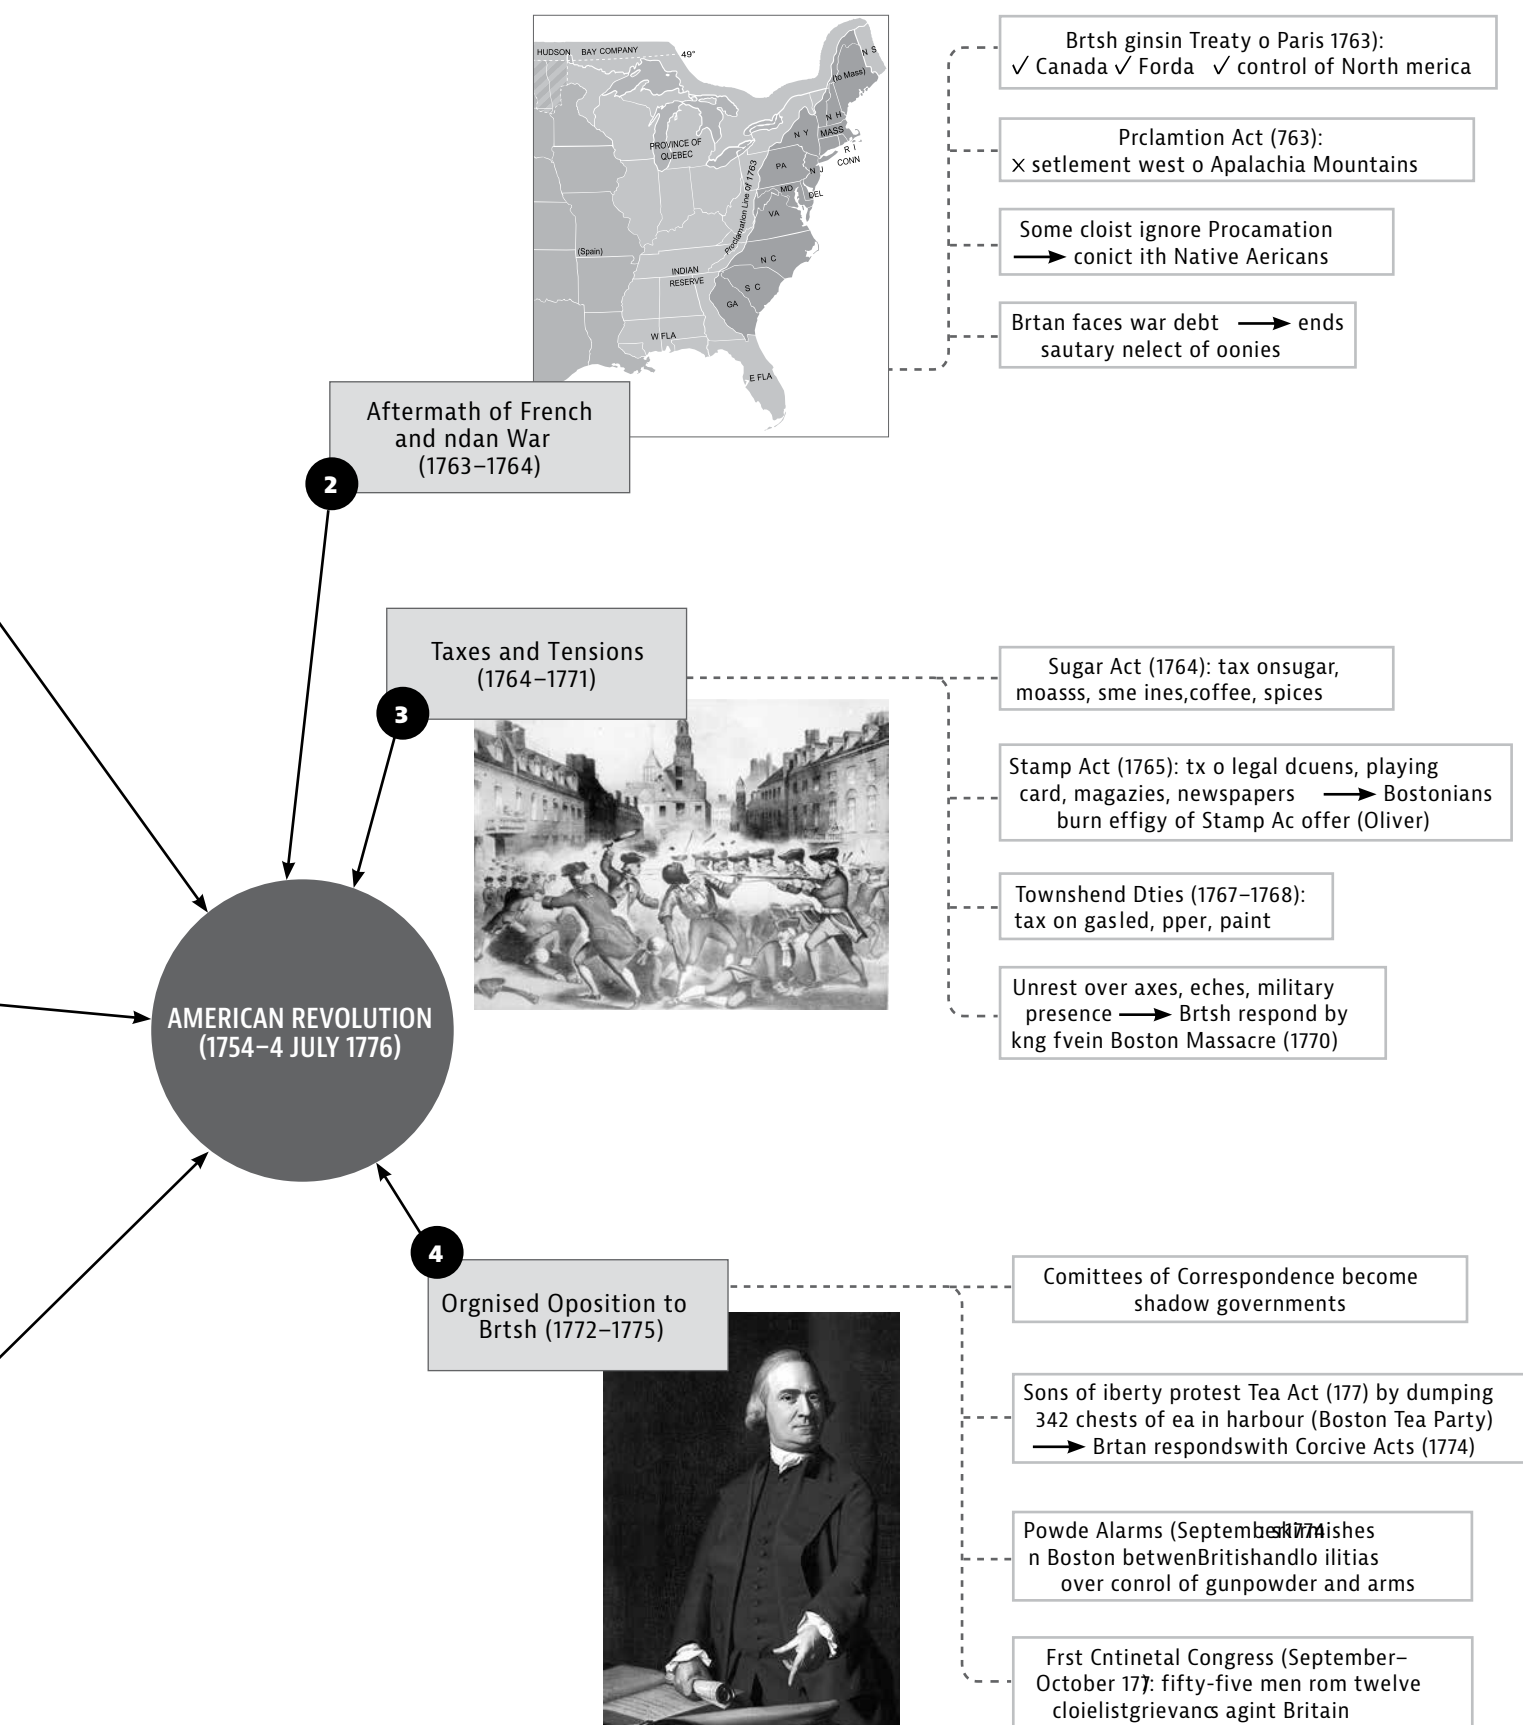 HUDSON BAY COMPANY
49°
N S
(to Mass)
N H
N Y
MASS
R I
CONN
PROVINCE OF
QUEBEC
PA
N J
MD
DEL
VA
Proclamation Line of 1763
(Spain)
N C
INDIAN
RESERVE
S C
GA
W FLA
E FLA
Brtsh ginsin Treaty o Paris 1763):
✓ Canada ✓ Forda ✓ control of North merica
Prclamtion Act (763):
× setlement west o Apalachia Mountains
Some cloist ignore Procamation
→ conict ith Native Aericans
Brtan faces war debt → ends
sautary nelect of oonies
Aftermath of French
and ndan War
(1763–1764)
2
Taxes and Tensions
(1764–1771)
3
Sugar Act (1764): tax onsugar,
moasss, sme ines,coffee, spices
Stamp Act (1765): tx o legal dcuens, playing
card, magazies, newspapers → Bostonians
burn effigy of Stamp Ac offer (Oliver)
Townshend Dties (1767–1768):
tax on gasled, pper, paint
Unrest over axes, eches, military
presence → Brtsh respond by
kng fvein Boston Massacre (1770)
AMERICAN REVOLUTION
(1754–4 JULY 1776)
4
Orgnised Oposition to
Brtsh (1772–1775)
Comittees of Correspondence become
shadow governments
Sons of iberty protest Tea Act (177) by dumping
342 chests of ea in harbour (Boston Tea Party)
→ Brtan respondswith Corcive Acts (1774)
Powde Alarms (September 1774: skirmishes
n Boston betwenBritishandlo ilitias
over conrol of gunpowder and arms
Frst Cntinetal Congress (September–
October 177): fifty-five men rom twelve
cloielistgrievancs agint Britain